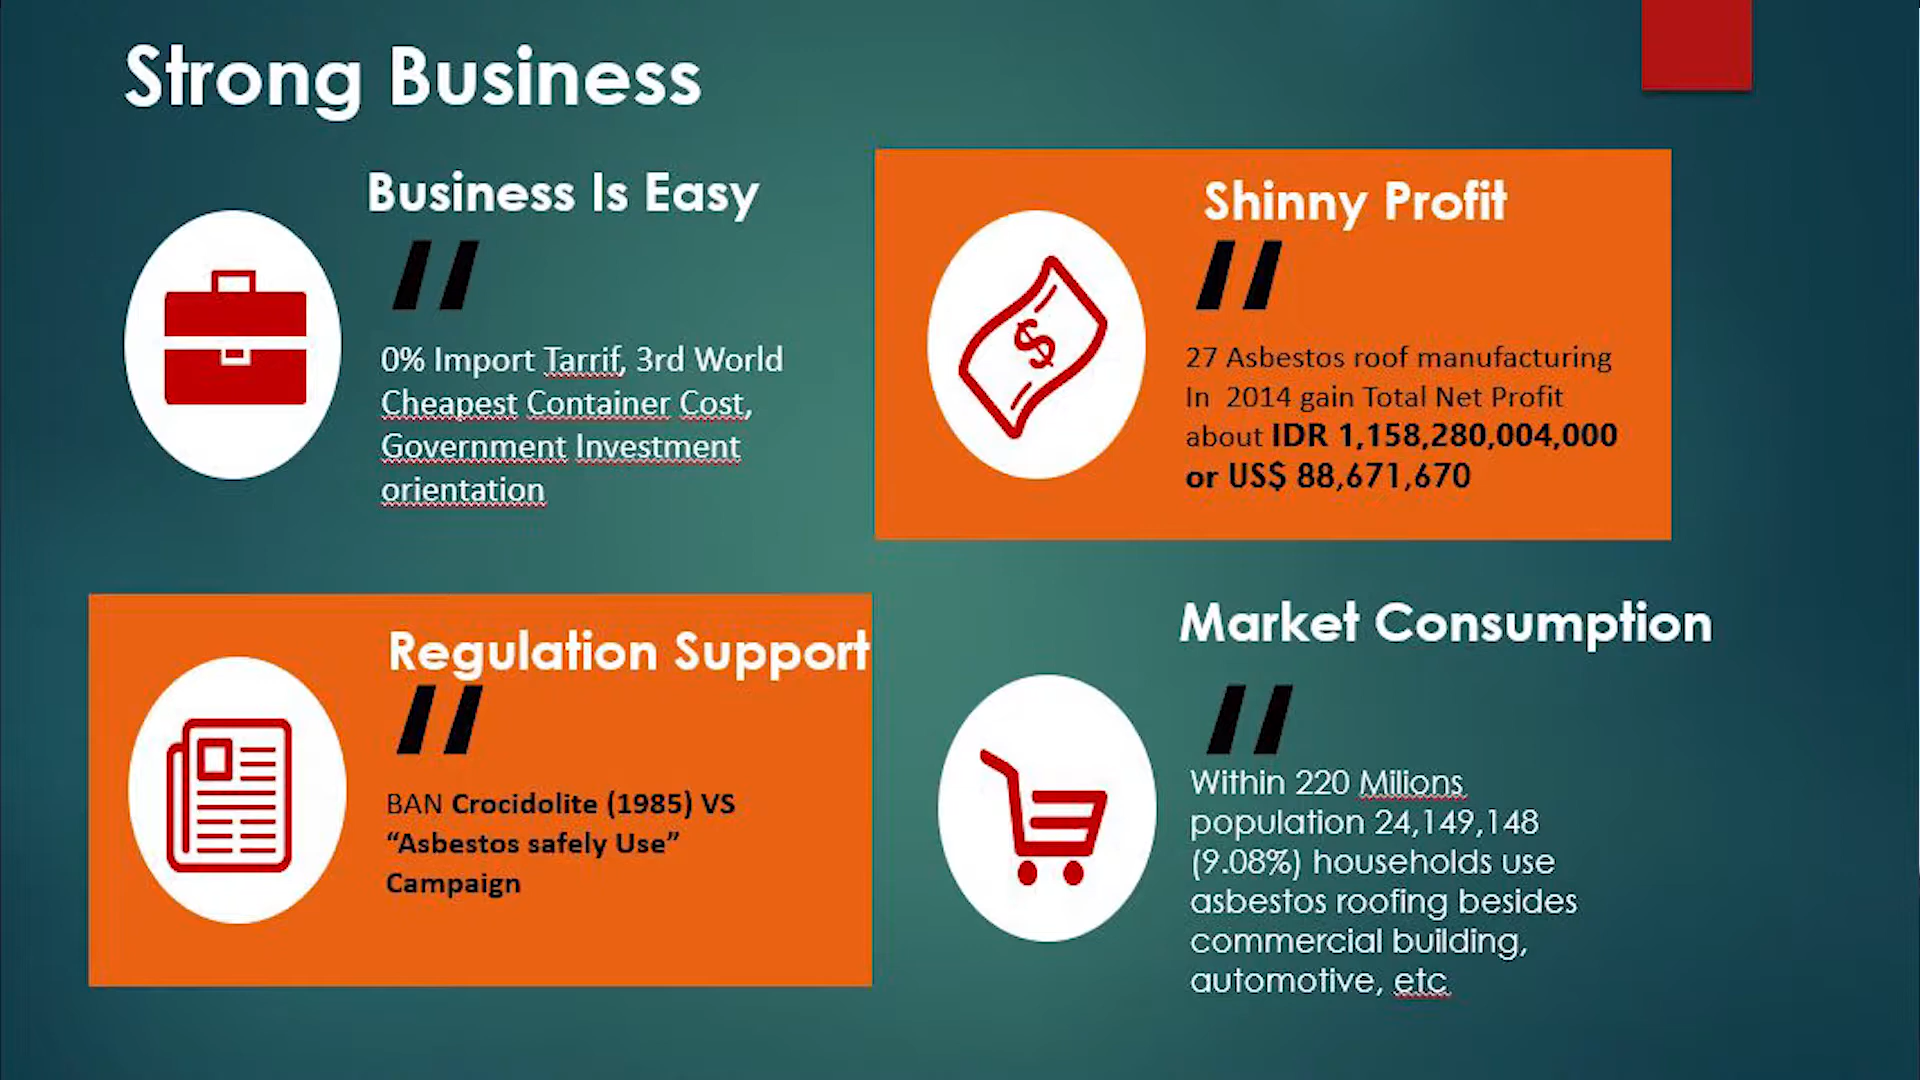 Strong Business
Business Is Easy
0% Import Tarrif, 3rd World
Cheapest Container Cost,
Government Investment
orientation
Shinny Profit
27 Asbestos roof manufacturing
In 2014 gain Total Net Profit
about IDR 1,158,280,004,000
or US$ 88,671,670
Regulation Support
BAN Crocidolite (1985) VS
“Asbestos safely Use”
Campaign
Market Consumption
Within 220 Milions
population 24,149,148
(9.08%) households use
asbestos roofing besides
commercial building,
automotive, etc